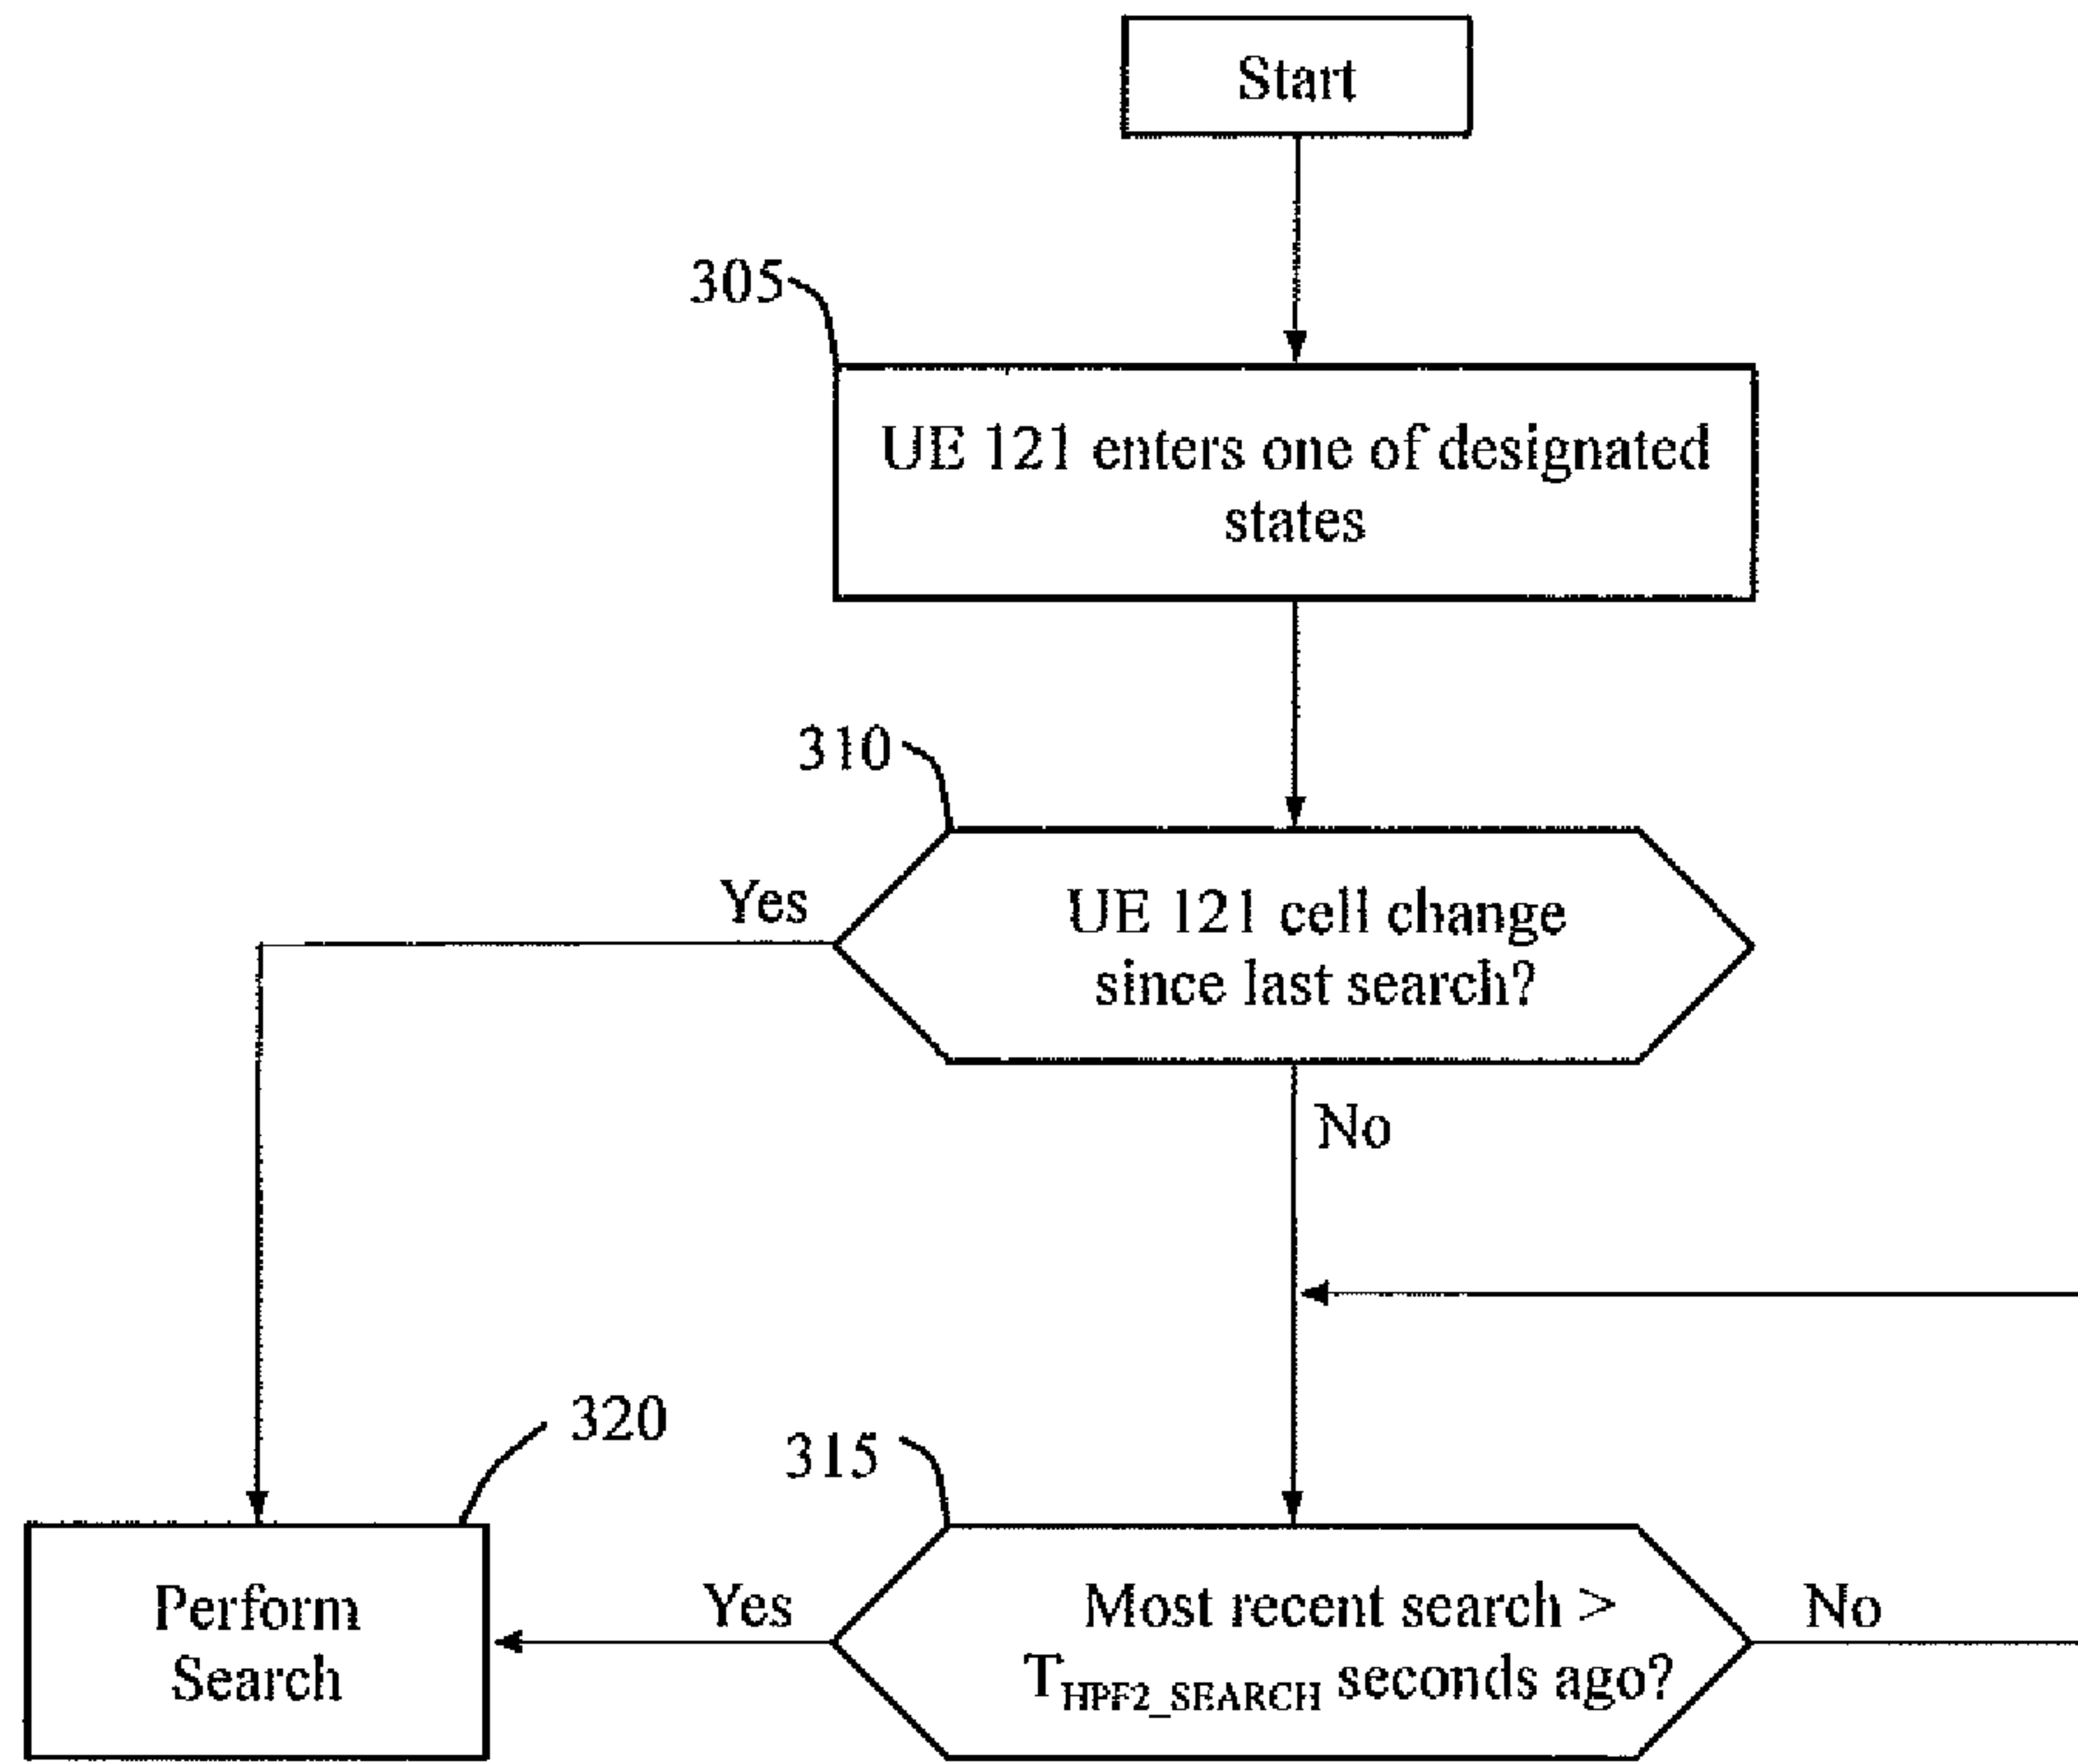 Start
305
UE 121 enters one of designated
states
310
Yes
UE 121 cell change
since last search?
No
320
315
Perform
Search
Yes
Most recent search >
T_HPF2_SEARCH seconds ago?
No